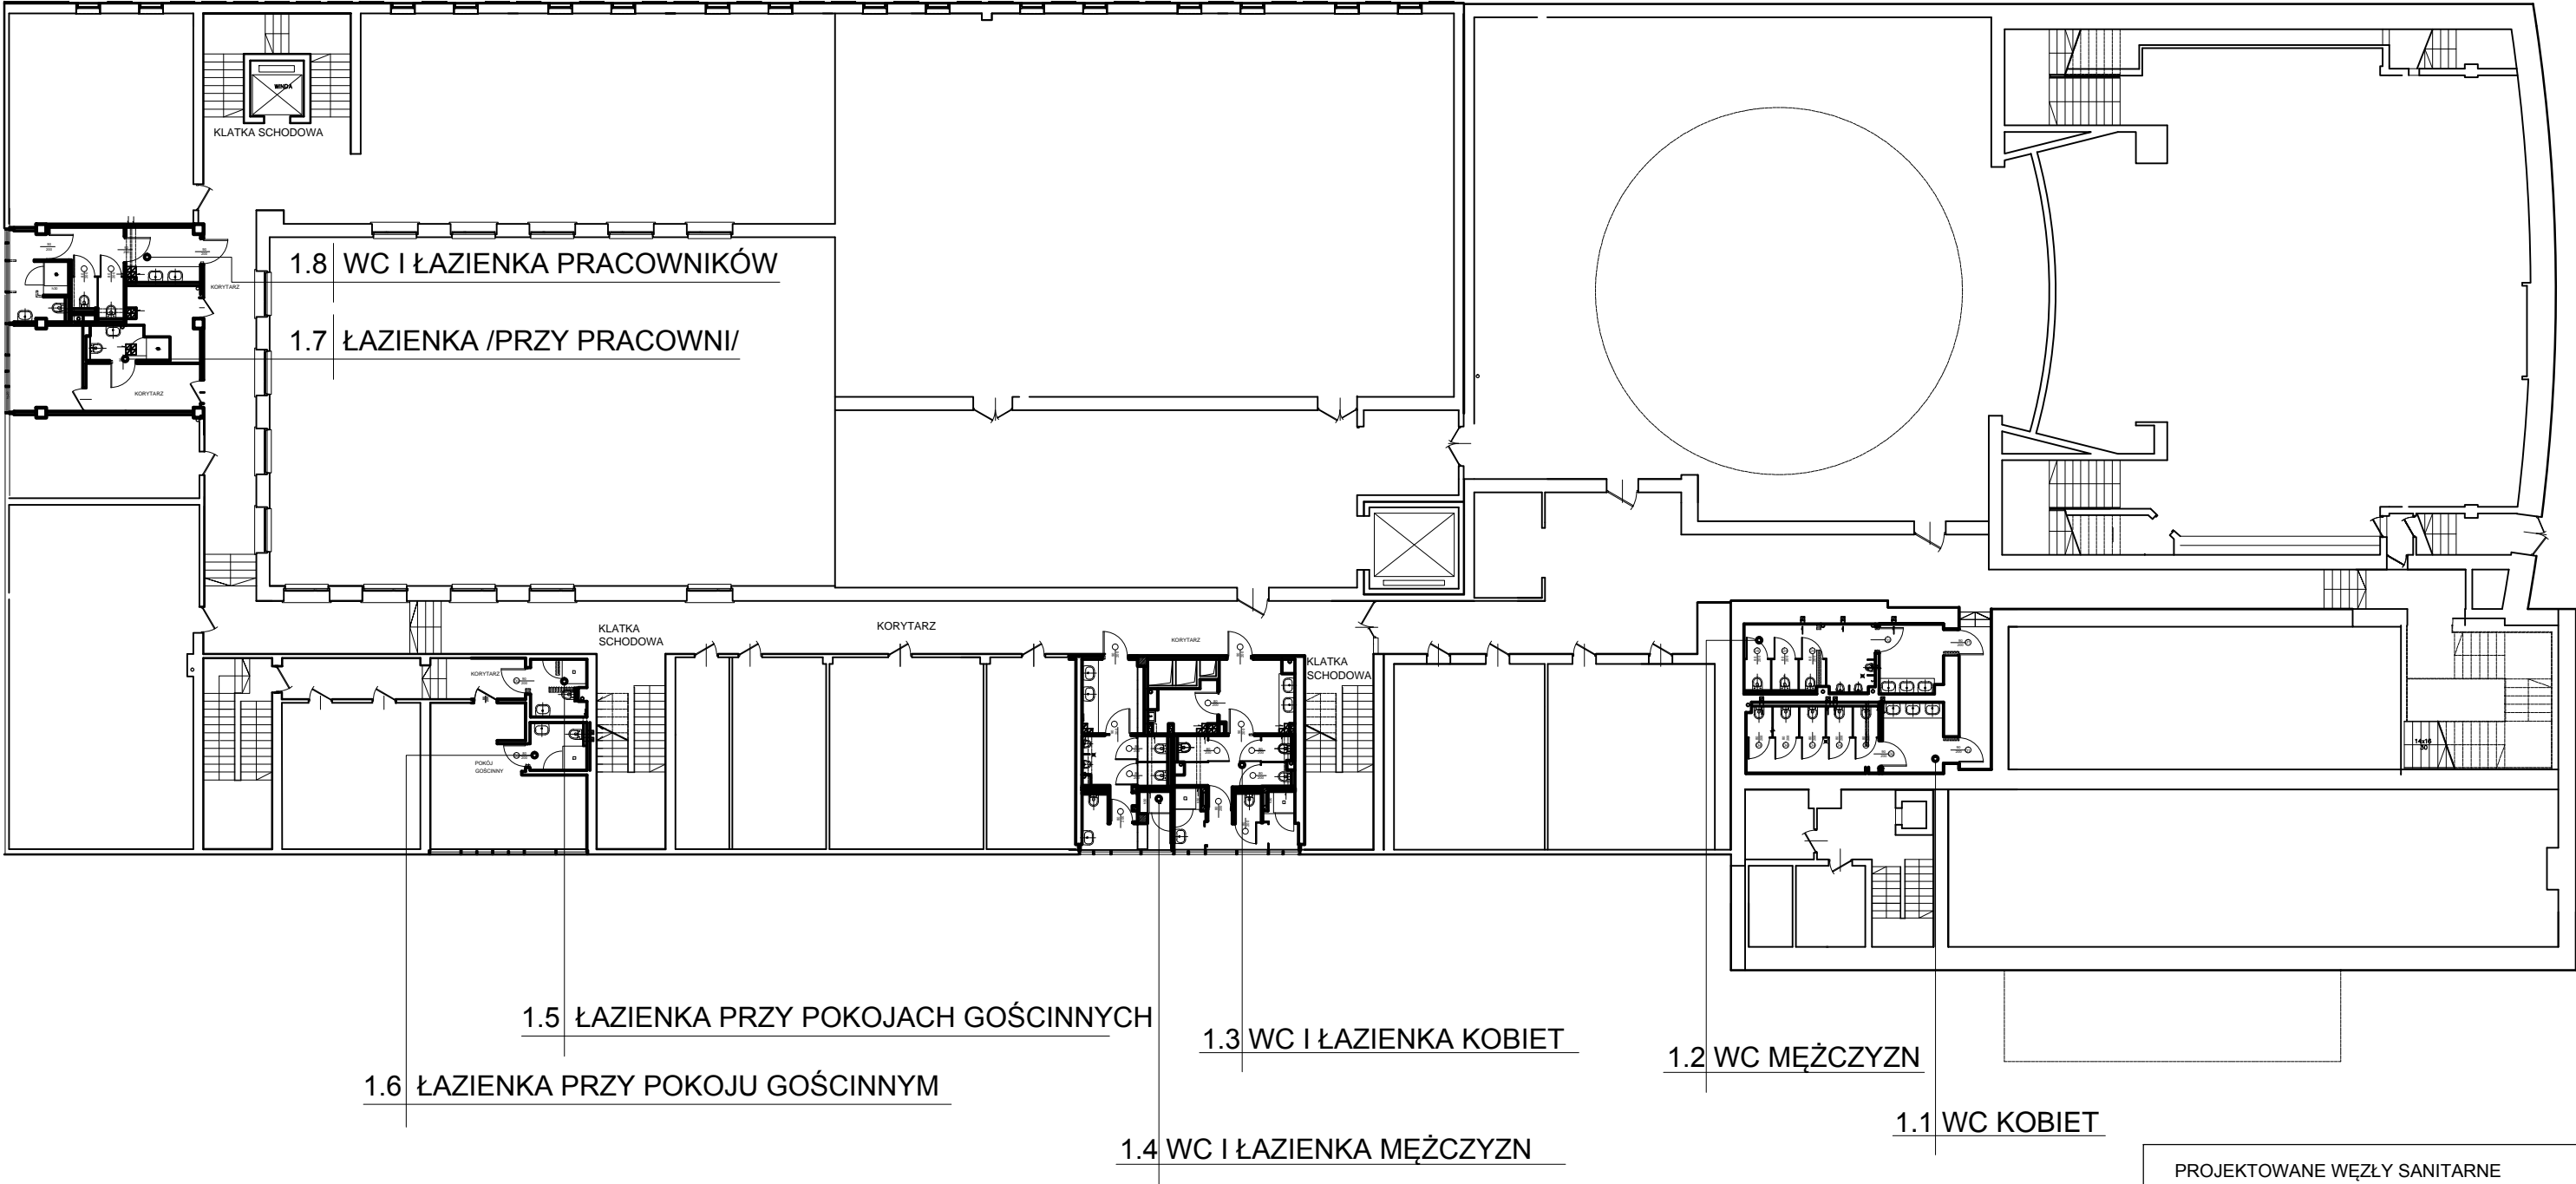 WINDA
KLATKA SCHODOWA
1.8 WC I ŁAZIENKA PRACOWNIKÓW
KORYTARZ
1.7 ŁAZIENKA /PRZY PRACOWNI/
KORYTARZ
KLATKA
SCHODOWA
KORYTARZ
KORYTARZ
KLATKA
SCHODOWA
KORYTARZ
POKÓJ
GOŚCINNY
14x16
30
1.5 ŁAZIENKA PRZY POKOJACH GOŚCINNYCH
1.3 WC I ŁAZIENKA KOBIET
1.2 WC MĘŻCZYZN
1.6 ŁAZIENKA PRZY POKOJU GOŚCINNYM
1.1 WC KOBIET
1.4 WC I ŁAZIENKA MĘŻCZYZN
PROJEKTOWANE WĘZŁY SANITARNE